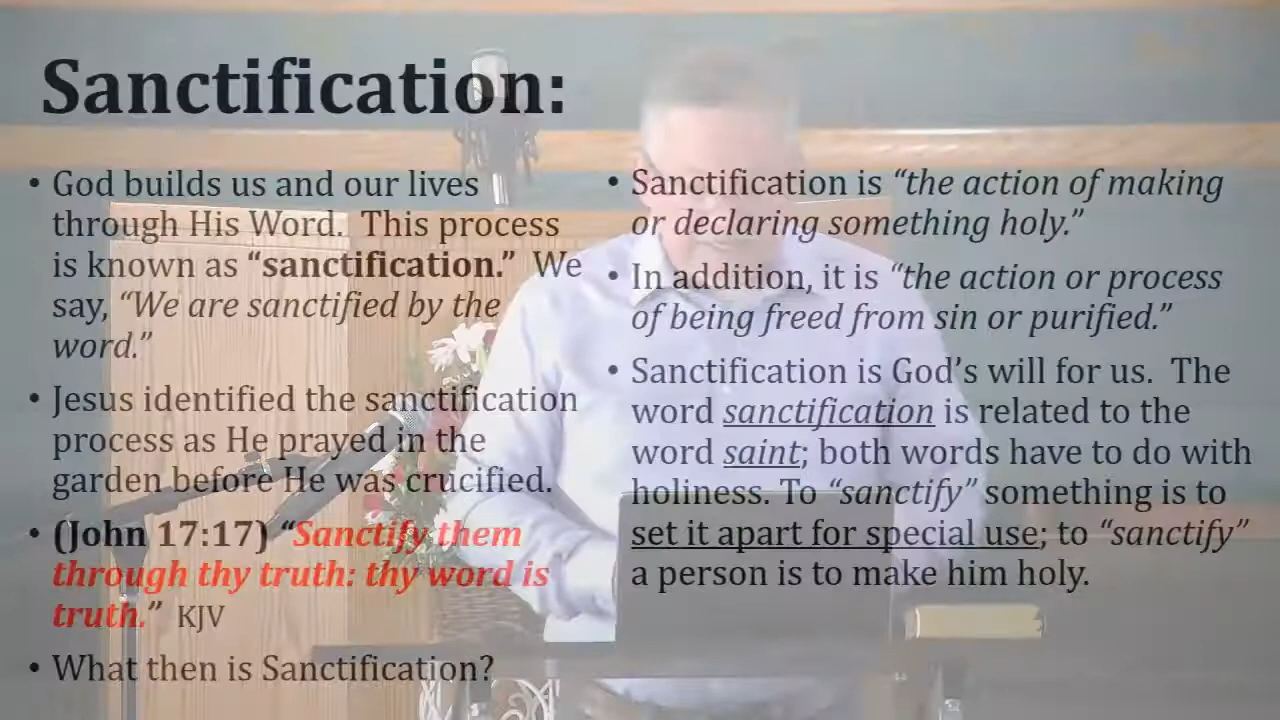 Sanctification:
• God builds us and our lives
through His Word.  This process
is known as “sanctification.”  We
say, “We are sanctified by the
word.”
• Jesus identified the sanctification
process as He prayed in the
garden before He was crucified.
• (John 17:17) “Sanctify them
through thy truth: thy word is
truth.”  KJV
• What then is Sanctification?
• Sanctification is “the action of making
or declaring something holy.”
• In addition, it is “the action or process
of being freed from sin or purified.”
• Sanctification is God’s will for us.  The
word sanctification is related to the
word saint; both words have to do with
holiness. To “sanctify” something is to
set it apart for special use; to “sanctify”
a person is to make him holy.